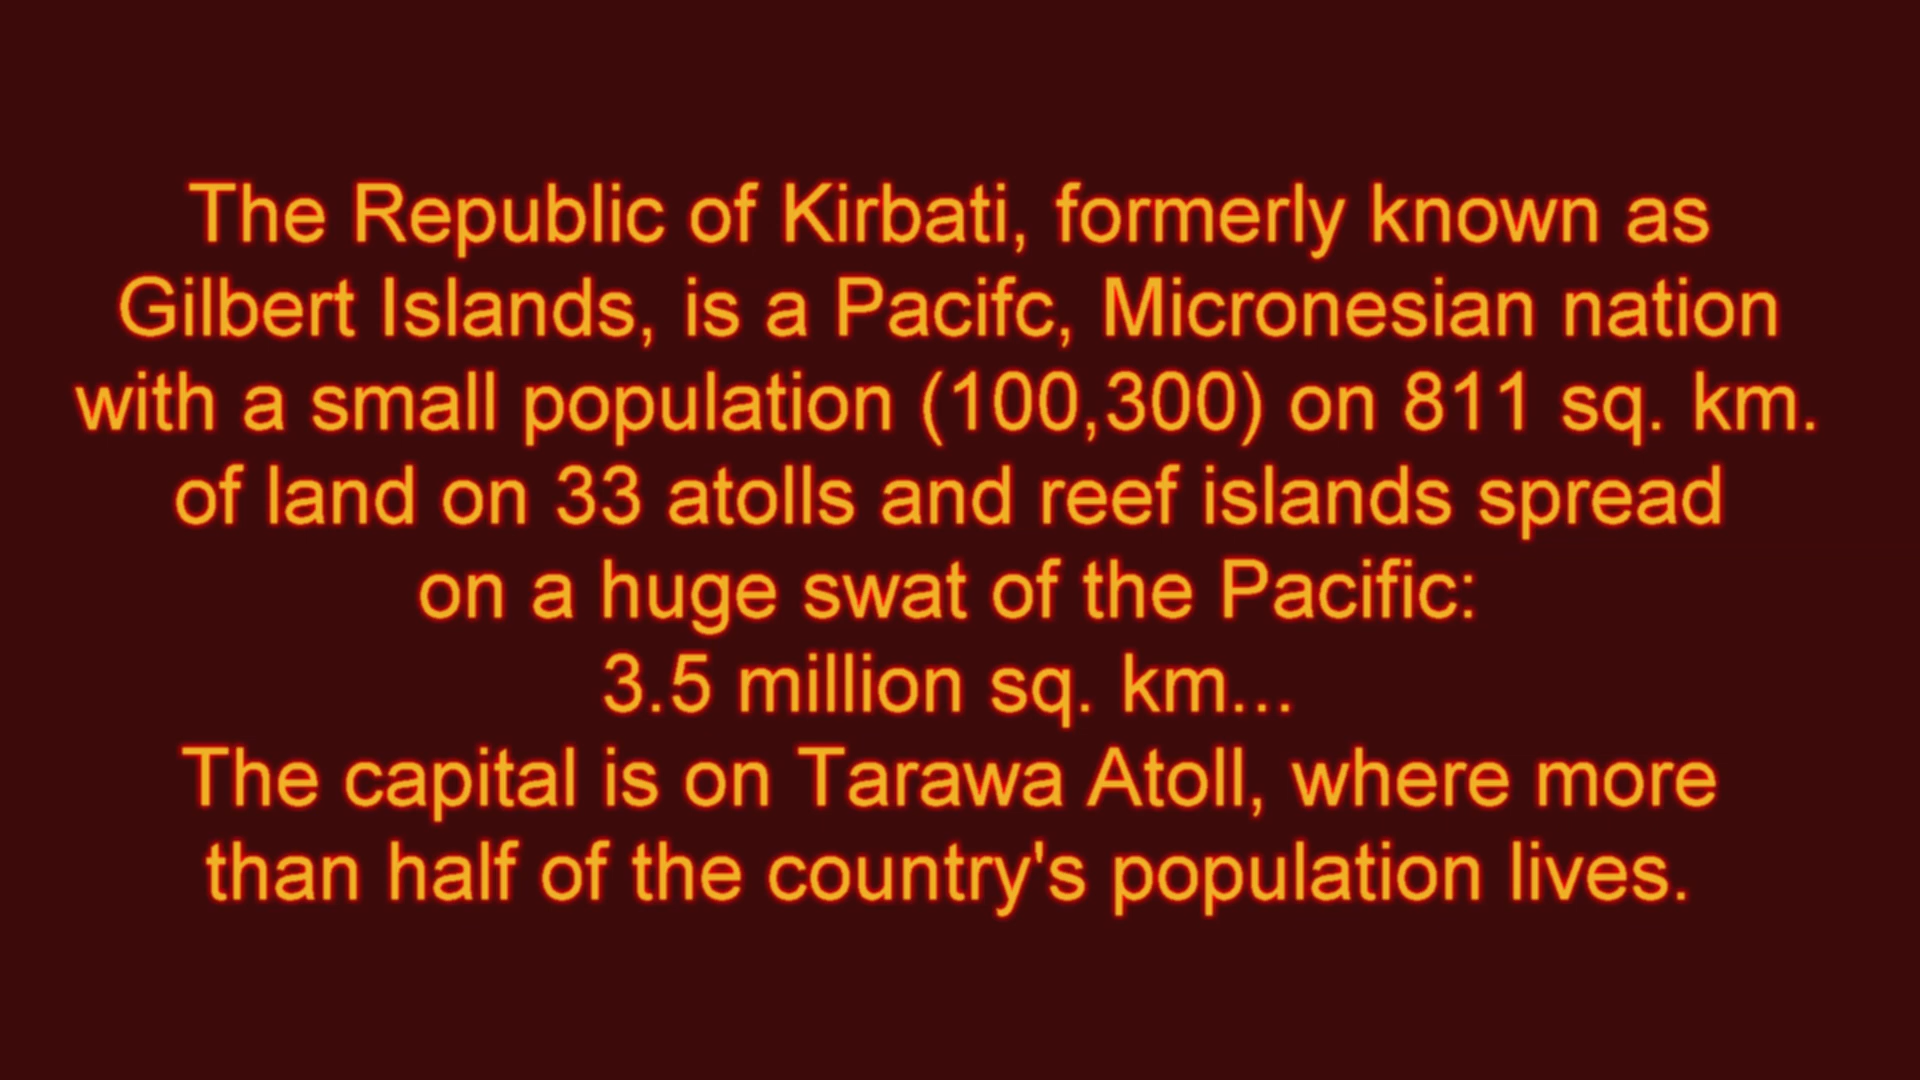 The Republic of Kirbati, formerly known as
Gilbert Islands, is a Pacifc, Micronesian nation
with a small population (100,300) on 811 sq. km.
of land on 33 atolls and reef islands spread
on a huge swat of the Pacific:
3.5 million sq. km...
The capital is on Tarawa Atoll, where more
than half of the country's population lives.